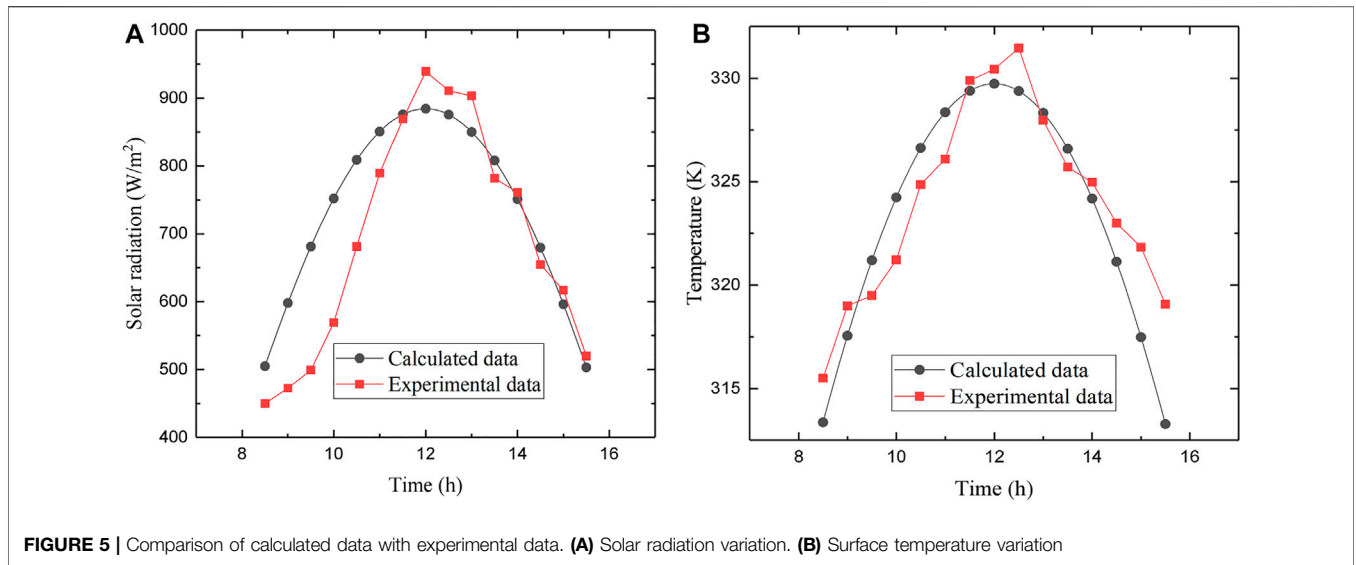 A
1000
900
800
700
600
500
400
Solar radiation (W/m²)
Calculated data
Experimental data
8
10
12
14
16
Time (h)
B
330
325
320
315
Temperature (K)
Calculated data
Experimental data
8
10
12
14
16
Time (h)
FIGURE 5 | Comparison of calculated data with experimental data. (A) Solar radiation variation. (B) Surface temperature variation